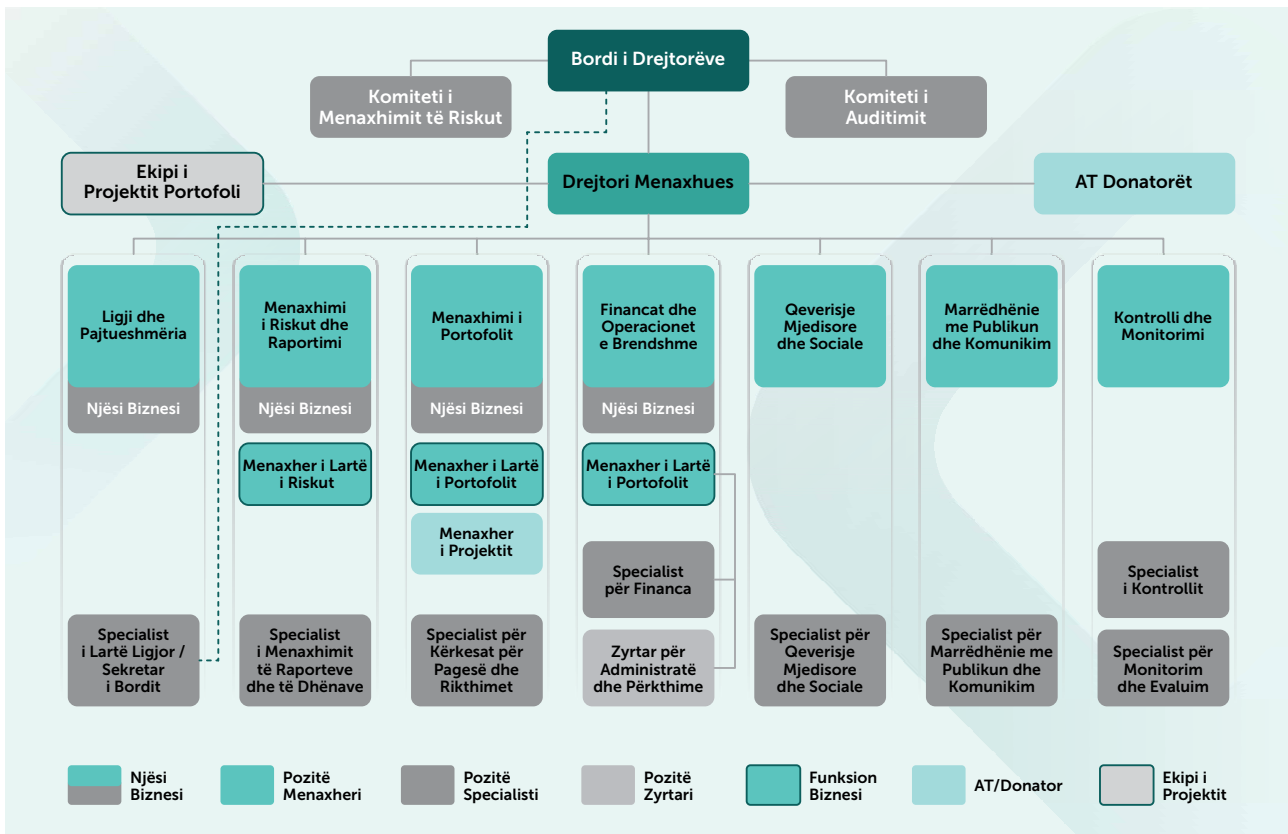 Bordi i Drejtorëve
Komiteti i
Menaxhimit të Riskut
Komiteti i
Auditimit
Ekipi i
Projektit Portofoli
Drejtori Menaxhues
AT Donatorët
Ligji dhe
Pajtueshmëria
Njësi Biznesi
Specialist
i Lartë Ligjor /
Sekretar
i Bordit
Menaxhimi
i Riskut dhe
Raportimi
Njësi Biznesi
Menaxher i Lartë
i Riskut
Specialist
i Menaxhimit
të Raporteve
dhe të Dhënave
Menaxhimi i
Portofolit
Njësi Biznesi
Menaxher i Lartë
i Portofolit
Menaxher
i Projektit
Specialist për
Kërkesat për
Pagesë dhe
Rikthimet
Financat dhe
Operacionet
e Brendshme
Njësi Biznesi
Menaxher i Lartë
i Portofolit
Specialist
për Financa
Zyrtar për
Administratë
dhe Përkthime
Qeverisje
Mjedisore
dhe Sociale
Specialist për
Qeverisje
Mjedisore
dhe Sociale
Marrëdhënie
me Publikun
dhe Komunikim
Specialist për
Marrëdhënie me
Publikun dhe
Komunikim
Kontrolli dhe
Monitorimi
Specialist
i Kontrollit
Specialist për
Monitorim
dhe Evaluim
Njësi
Biznesi
Pozitë
Menaxheri
Pozitë
Specialisti
Pozitë
Zyrtari
Funksion
Biznesi
AT/Donator
Ekipi i
Projektit